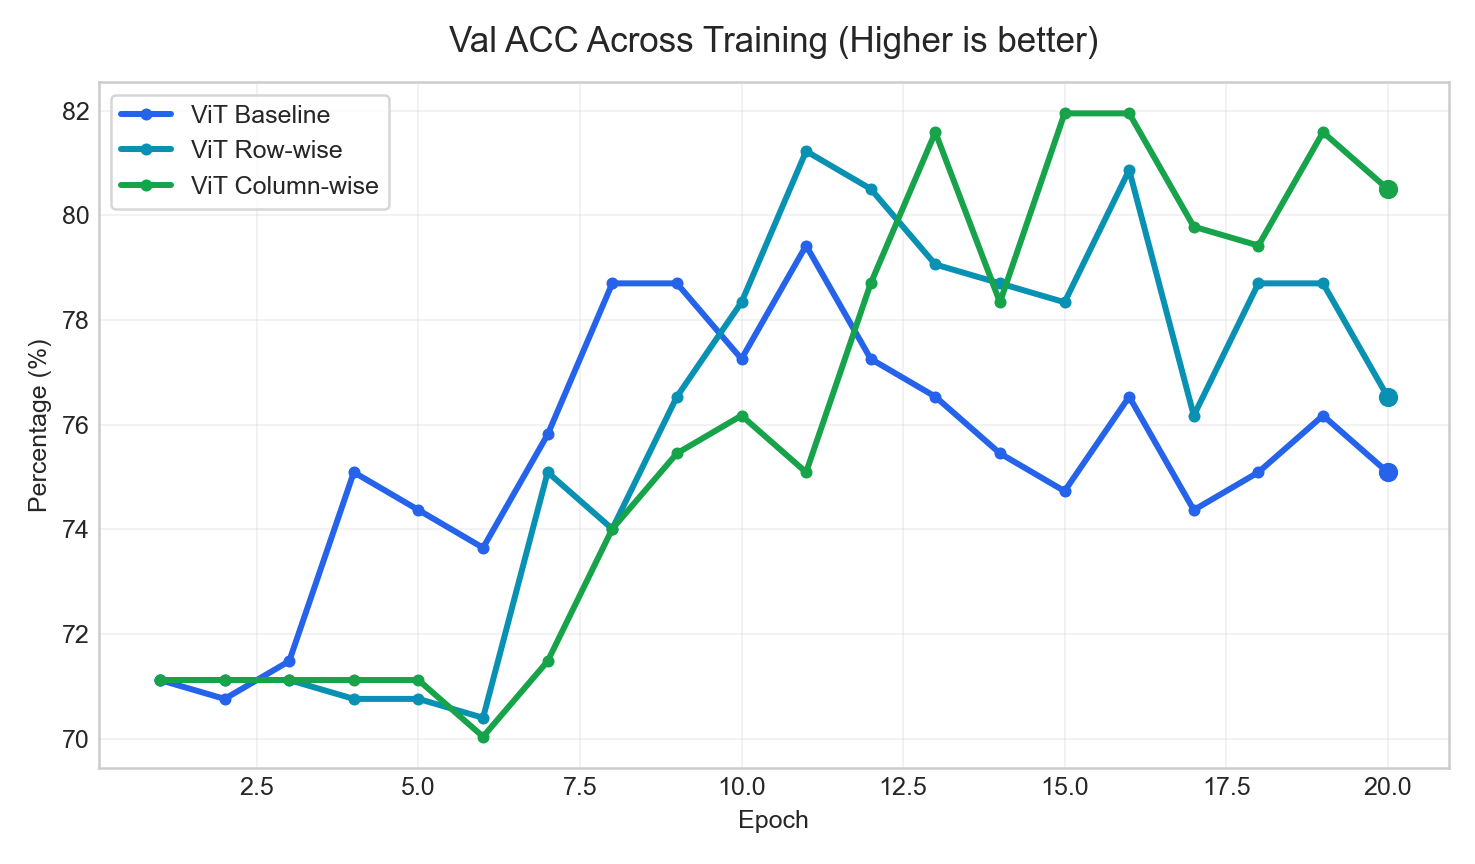 Val ACC Across Training (Higher is better)
ViT Baseline
ViT Row-wise
ViT Column-wise
Percentage (%)
82
80
78
76
74
72
70
2.5 5.0 7.5 10.0 12.5 15.0 17.5 20.0
Epoch